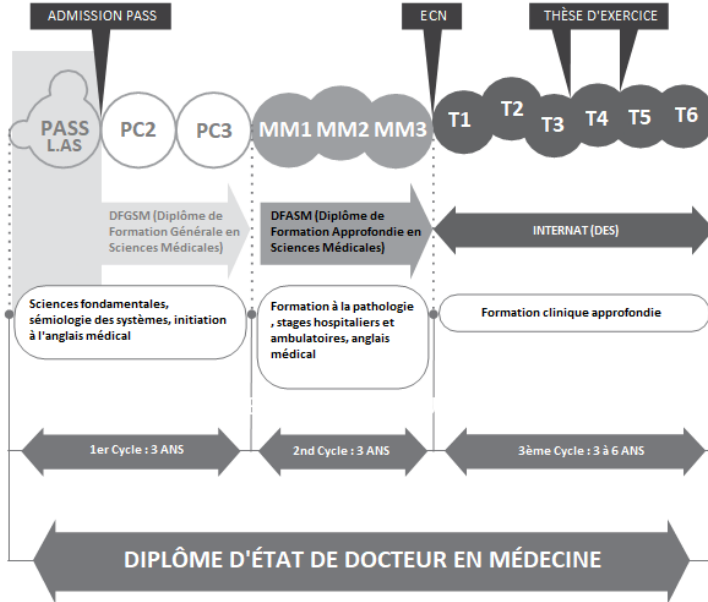 ADMISSION PASS
ECN
THÈSE D'EXERCICE
PASS
L.AS
PC2
PC3
MM1
MM2
MM3
T1
T2
T3
T4
T5
T6
DFGSM (Diplôme de
Formation Générale en
Sciences Médicales)
DFASM (Diplôme de
Formation Approfondie en
Sciences Médicales)
INTERNAT (DES)
Sciences fondamentales,
sémiologie des systèmes, initiation
à l'anglais médical
Formation à la pathologie
, stages hospitaliers et
ambulatoires, anglais
médical
Formation clinique approfondie
1er Cycle : 3 ANS
2nd Cycle : 3 ANS
3ème Cycle : 3 à 6 ANS
DIPLÔME D'ÉTAT DE DOCTEUR EN MÉDECINE